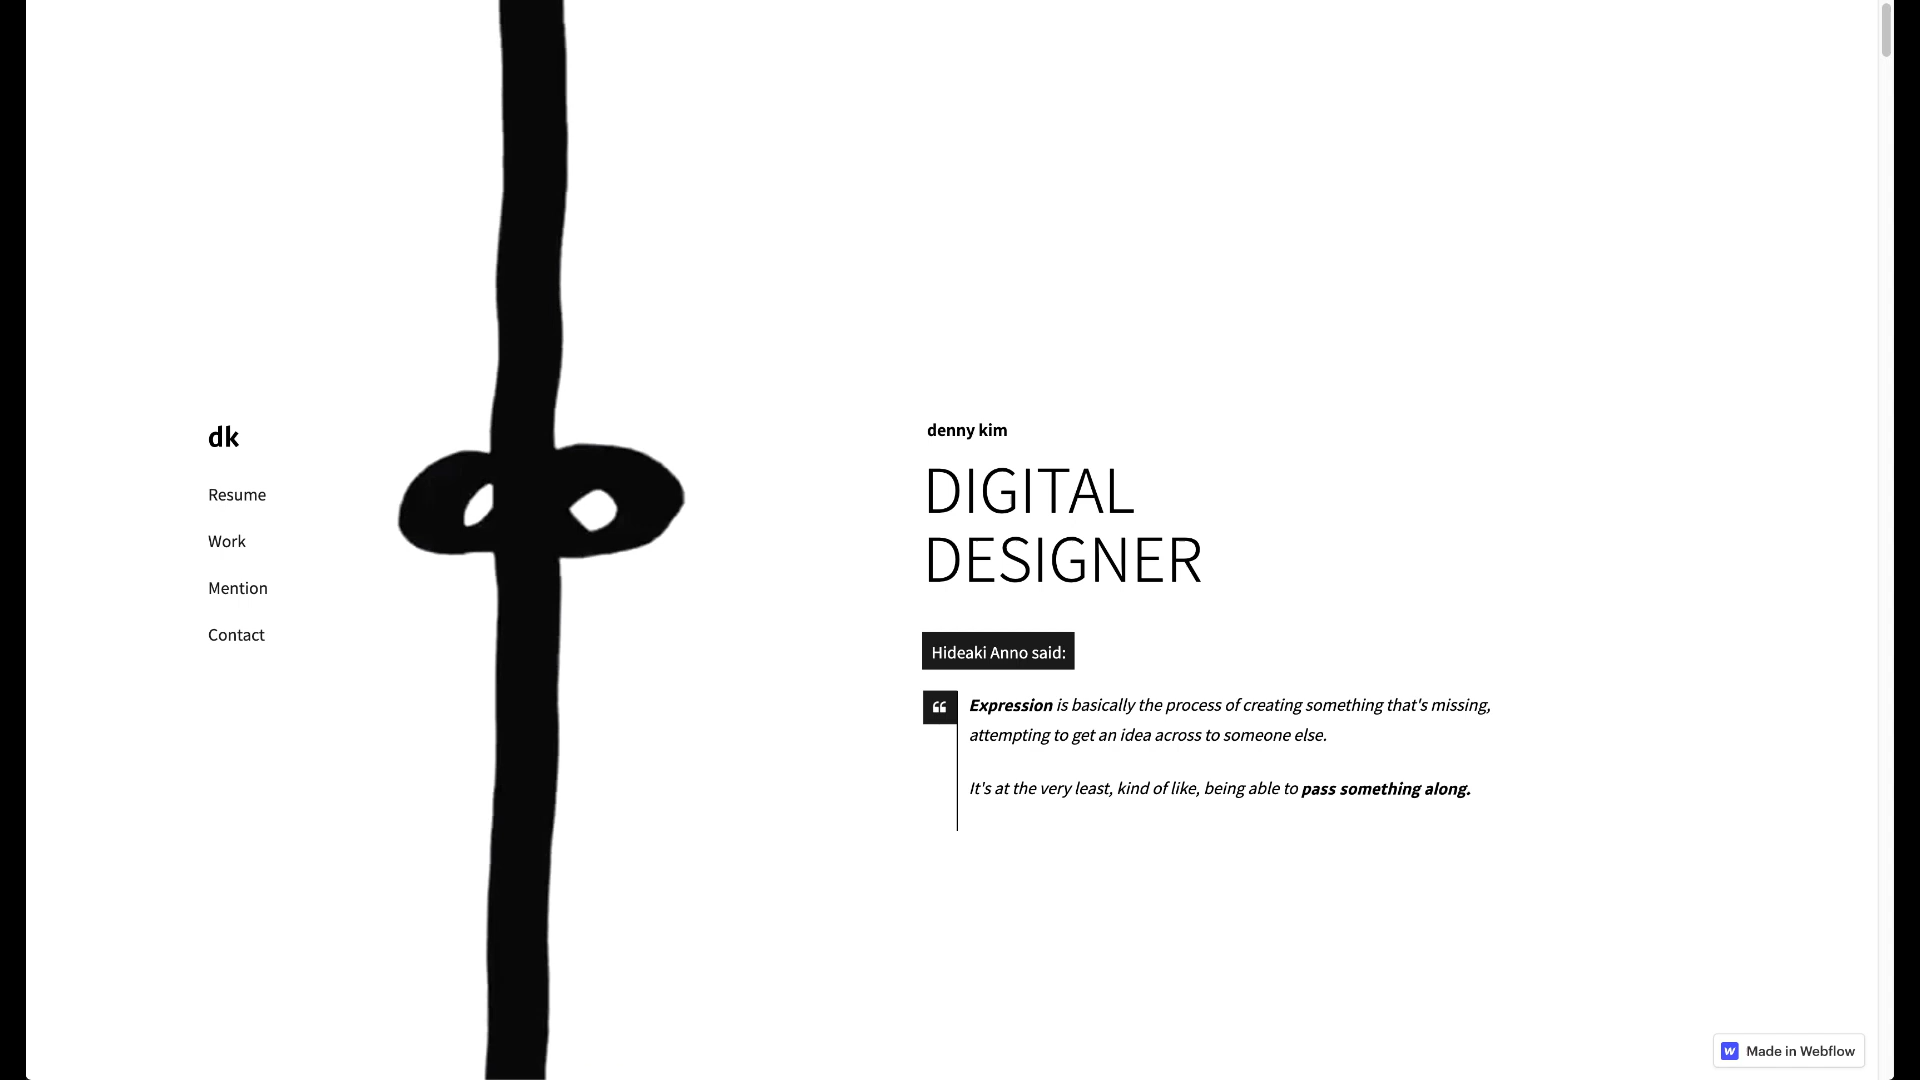 dk
Resume
Work
Mention
Contact
denny kim
DIGITAL
DESIGNER
Hideaki Anno said:
Expression is basically the process of creating something that's missing,
attempting to get an idea across to someone else.
It's at the very least, kind of like, being able to pass something along.
Made in Webflow